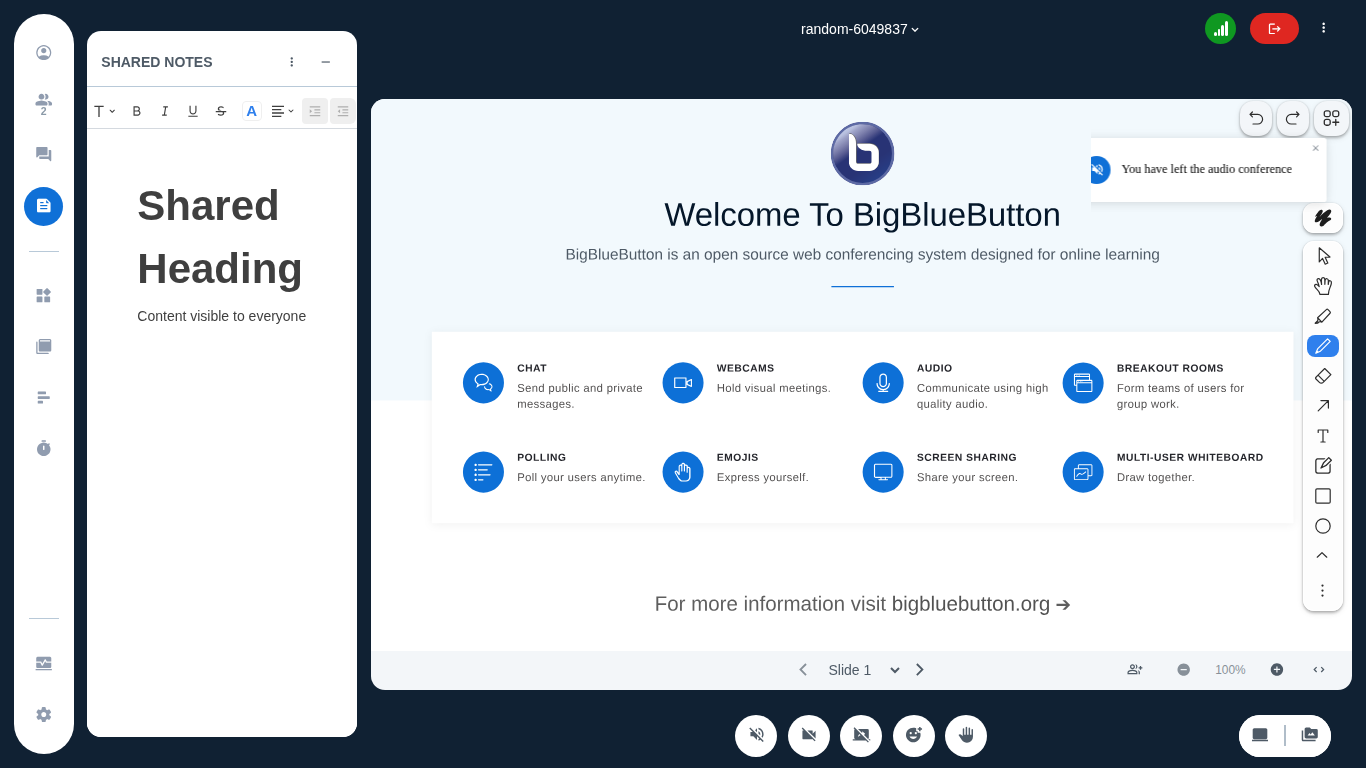 random-6049837
2
SHARED NOTES
B I U S A
Shared
Heading
Content visible to everyone
You have left the audio conference
Welcome To BigBlueButton
BigBlueButton is an open source web conferencing system designed for online learning
CHAT
Send public and private
messages.
WEBCAMS
Hold visual meetings.
AUDIO
Communicate using high
quality audio.
BREAKOUT ROOMS
Form teams of users for
group work.
POLLING
Poll your users anytime.
EMOJIS
Express yourself.
SCREEN SHARING
Share your screen.
MULTI-USER WHITEBOARD
Draw together.
For more information visit bigbluebutton.org ➔
Slide 1
100%